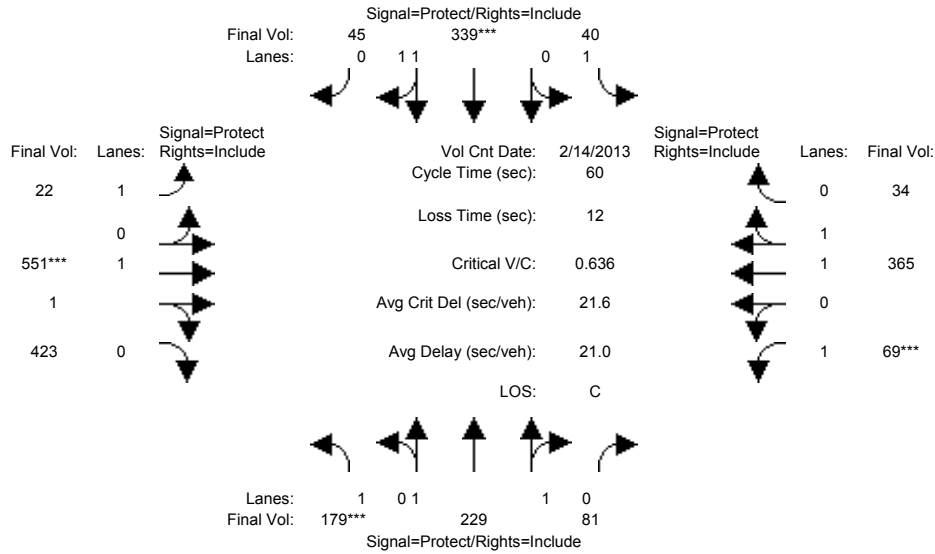 Signal=Protect/Rights=Include
Final Vol: 45 339*** 40
Lanes: 0 1 1 0 1
Signal=Protect
Final Vol: Lanes: Rights=Include
Vol Cnt Date: 2/14/2013
Signal=Protect
Rights=Include Lanes: Final Vol:
Cycle Time (sec): 60
22 1 0 34
Loss Time (sec): 12
0 1
551*** 1 Critical V/C: 0.636 1 365
1 Avg Crit Del (sec/veh): 21.6 0
423 0 Avg Delay (sec/veh): 21.0 1 69***
LOS: C
Lanes: 1 0 1 1 0
Final Vol: 179*** 229 81
Signal=Protect/Rights=Include